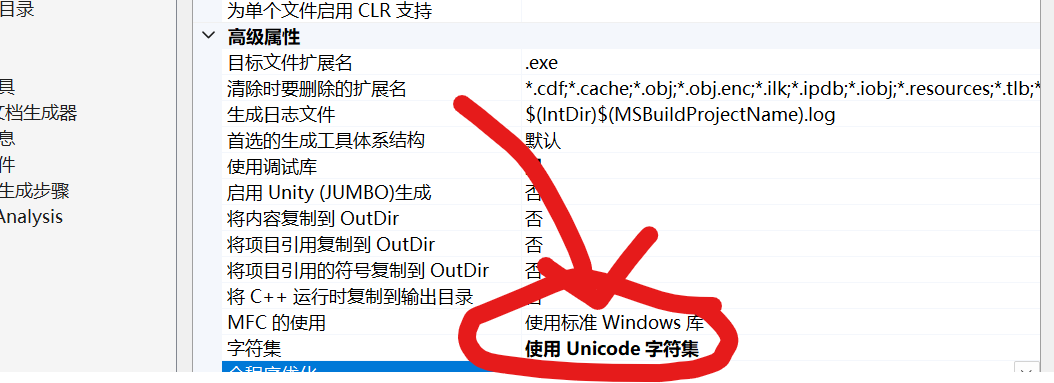 目录
为单个文件启用 CLR 支持
高级属性
目标文件扩展名 .exe
具 清除时要删除的扩展名 *.cdf;*.cache;*.obj;*.obj.enc;*.ilk;*.ipdb;*.iobj;*.resources;*.tlb;*
文档生成器 生成日志文件 $(IntDir)$(MSBuildProjectName).log
息 首选的生成工具体系结构 默认
件 使用调试库
生成步骤 启用 Unity (JUMBO)生成 否
Analysis 将内容复制到 OutDir 否
将项目引用复制到 OutDir 否
将项目引用的符号复制到 OutDir 否
将 C++ 运行时复制到输出目录 否
MFC 的使用 使用标准 Windows 库
字符集 使用 Unicode 字符集